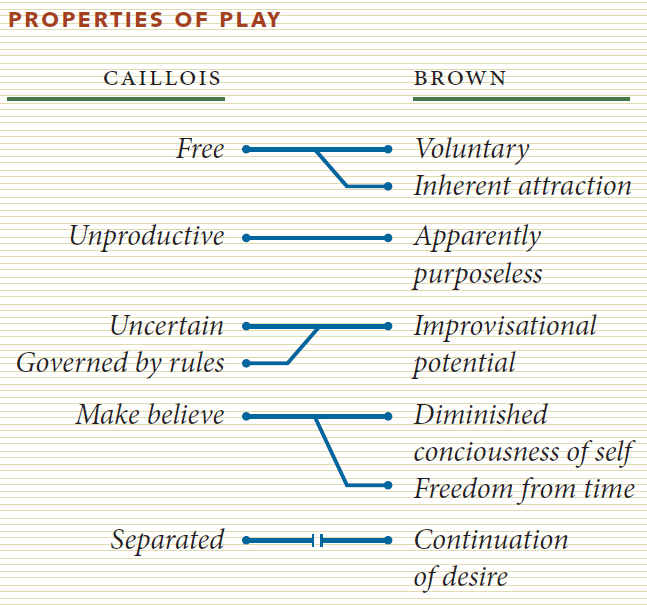 PROPERTIES OF PLAY
CAILLOIS BROWN
Free Voluntary
Inherent attraction
Unproductive Apparently
purposeless
Uncertain Improvisational
Governed by rules potential
Make believe Diminished
conciousness of self
Freedom from time
Separated Continuation
of desire